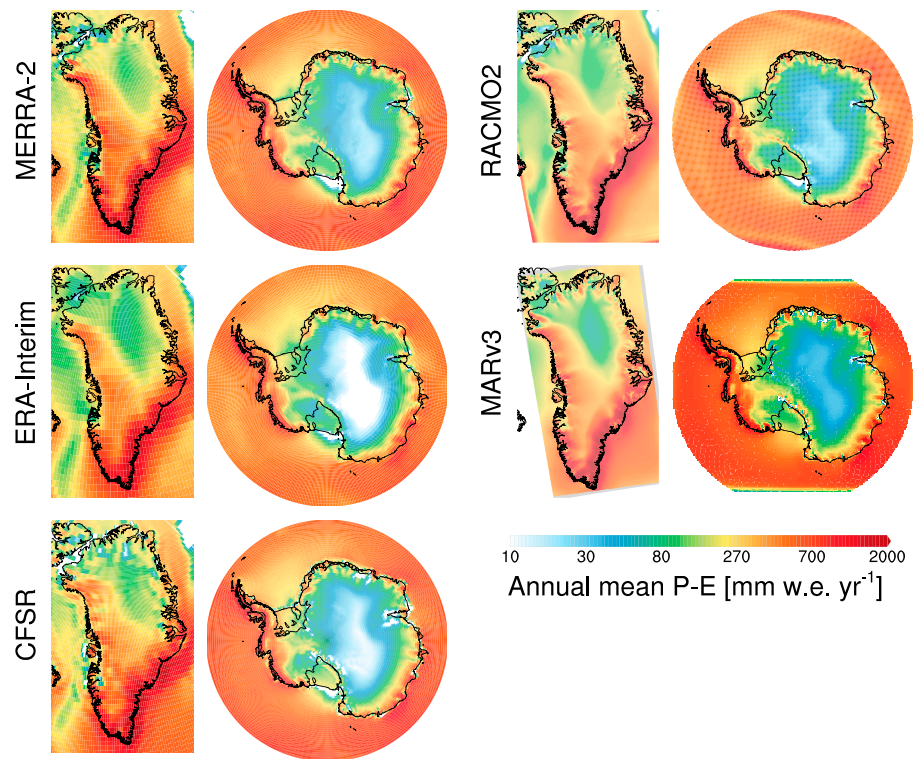 MERRA-2
RACMO2
ERA-Interim
MARv3
CFSR
10 30 80 270 700 2000
Annual mean P-E [mm w.e. yr⁻¹]